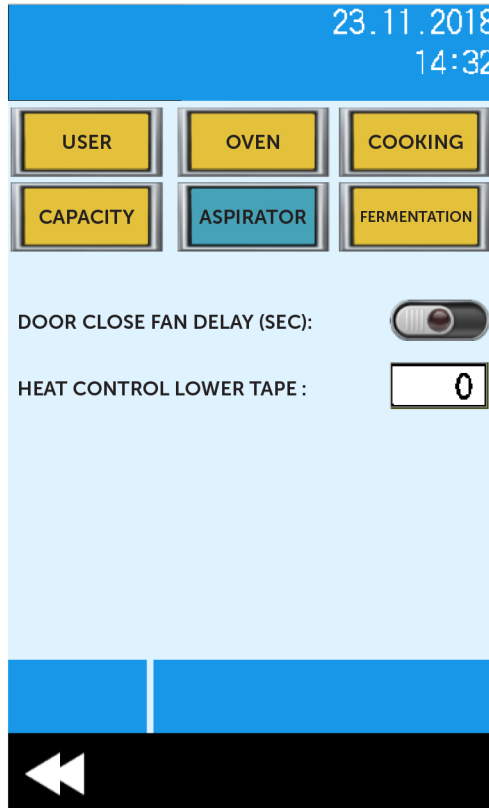 23.11.2018
14:32
USER OVEN COOKING
CAPACITY ASPIRATOR FERMENTATION
DOOR CLOSE FAN DELAY (SEC):
HEAT CONTROL LOWER TAPE : 0